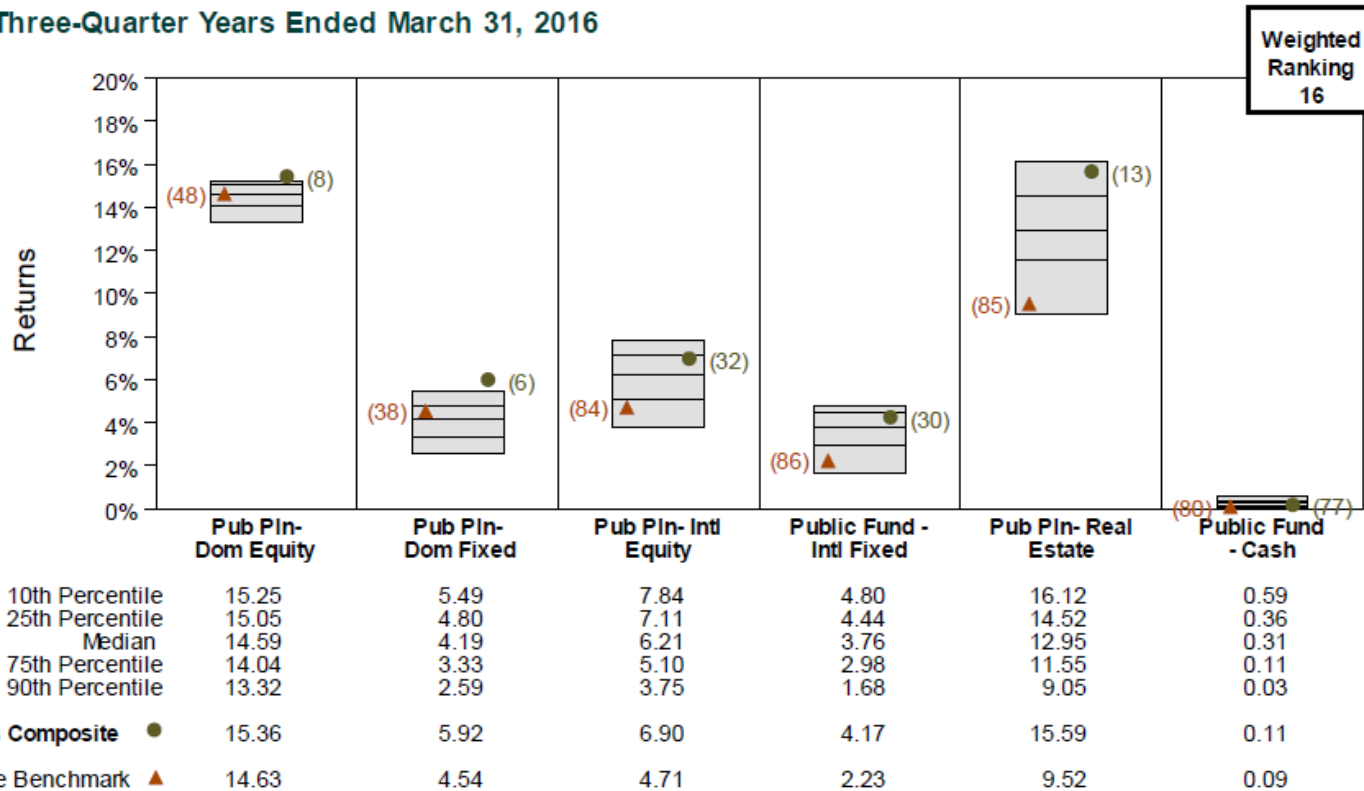 Three-Quarter Years Ended March 31, 2016
Weighted
Ranking
16
20%
18%
16%
14%
12%
10%
8%
6%
4%
2%
0%
Returns
(48) (8)
(38) (6)
(84) (32)
(86) (30)
(85) (13)
(80) (77)
Pub Pln- Dom Equity
Pub Pln- Dom Fixed
Pub Pln- Intl Equity
Public Fund - Intl Fixed
Pub Pln- Real Estate
Public Fund - Cash
10th Percentile 15.25 5.49 7.84 4.80 16.12 0.59
25th Percentile 15.05 4.80 7.11 4.44 14.52 0.36
Median 14.59 4.19 6.21 3.76 12.95 0.31
75th Percentile 14.04 3.33 5.10 2.98 11.55 0.11
90th Percentile 13.32 2.59 3.75 1.68 9.05 0.03
Composite 15.36 5.92 6.90 4.17 15.59 0.11
Benchmark 14.63 4.54 4.71 2.23 9.52 0.09